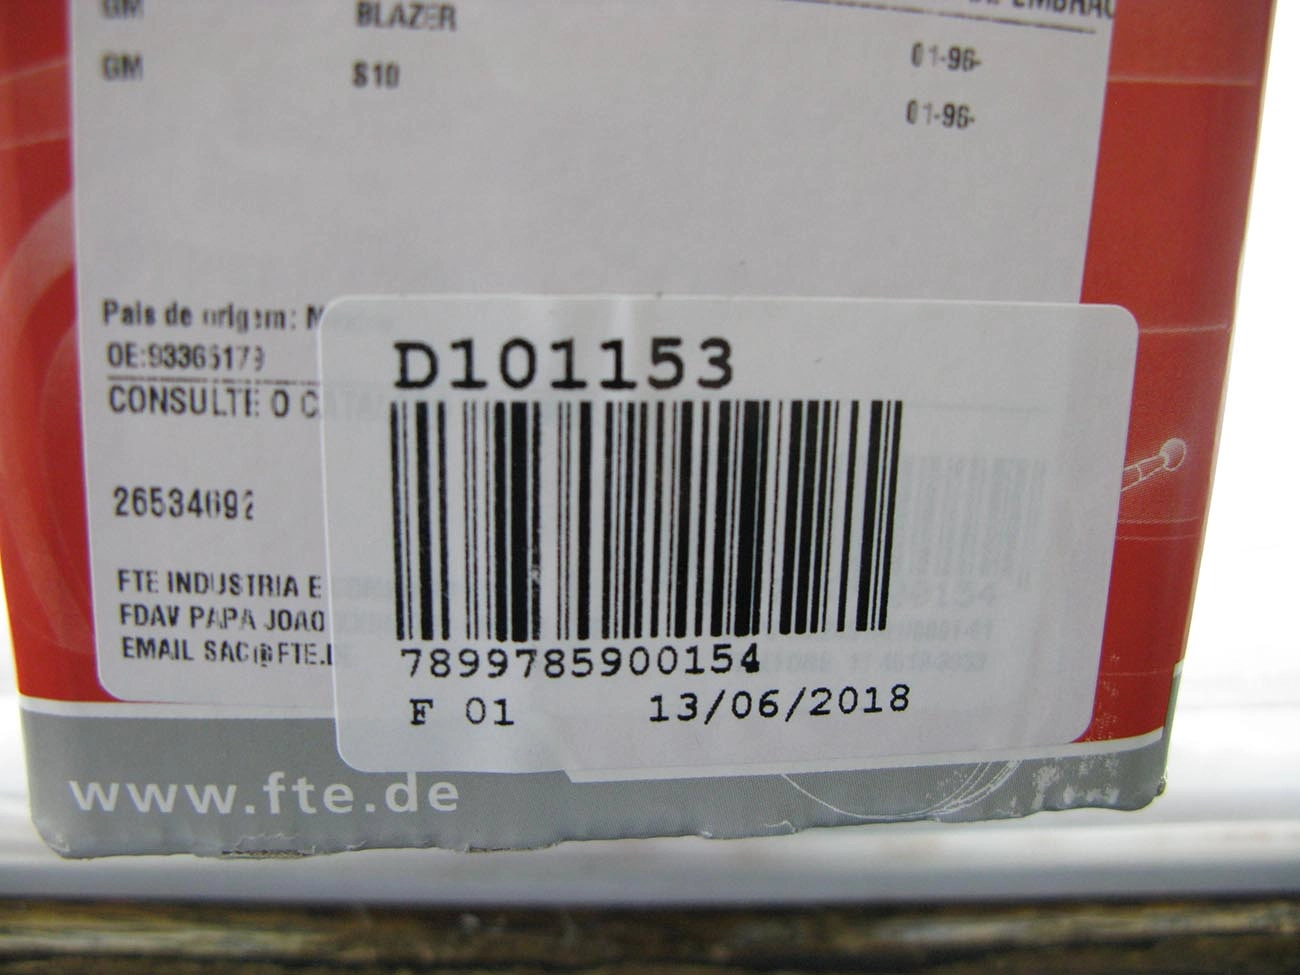 GM BLAZER 01-96-
GM S10 01-96-
Pais de origem:
OE:93365179
CONSULTE O
26534692
FTE INDUSTRIA E
FDAV PAPA JOAO
EMAIL SAC@FTE.
D101153
7899785900154
F 01 13/06/2018
www.fte.de